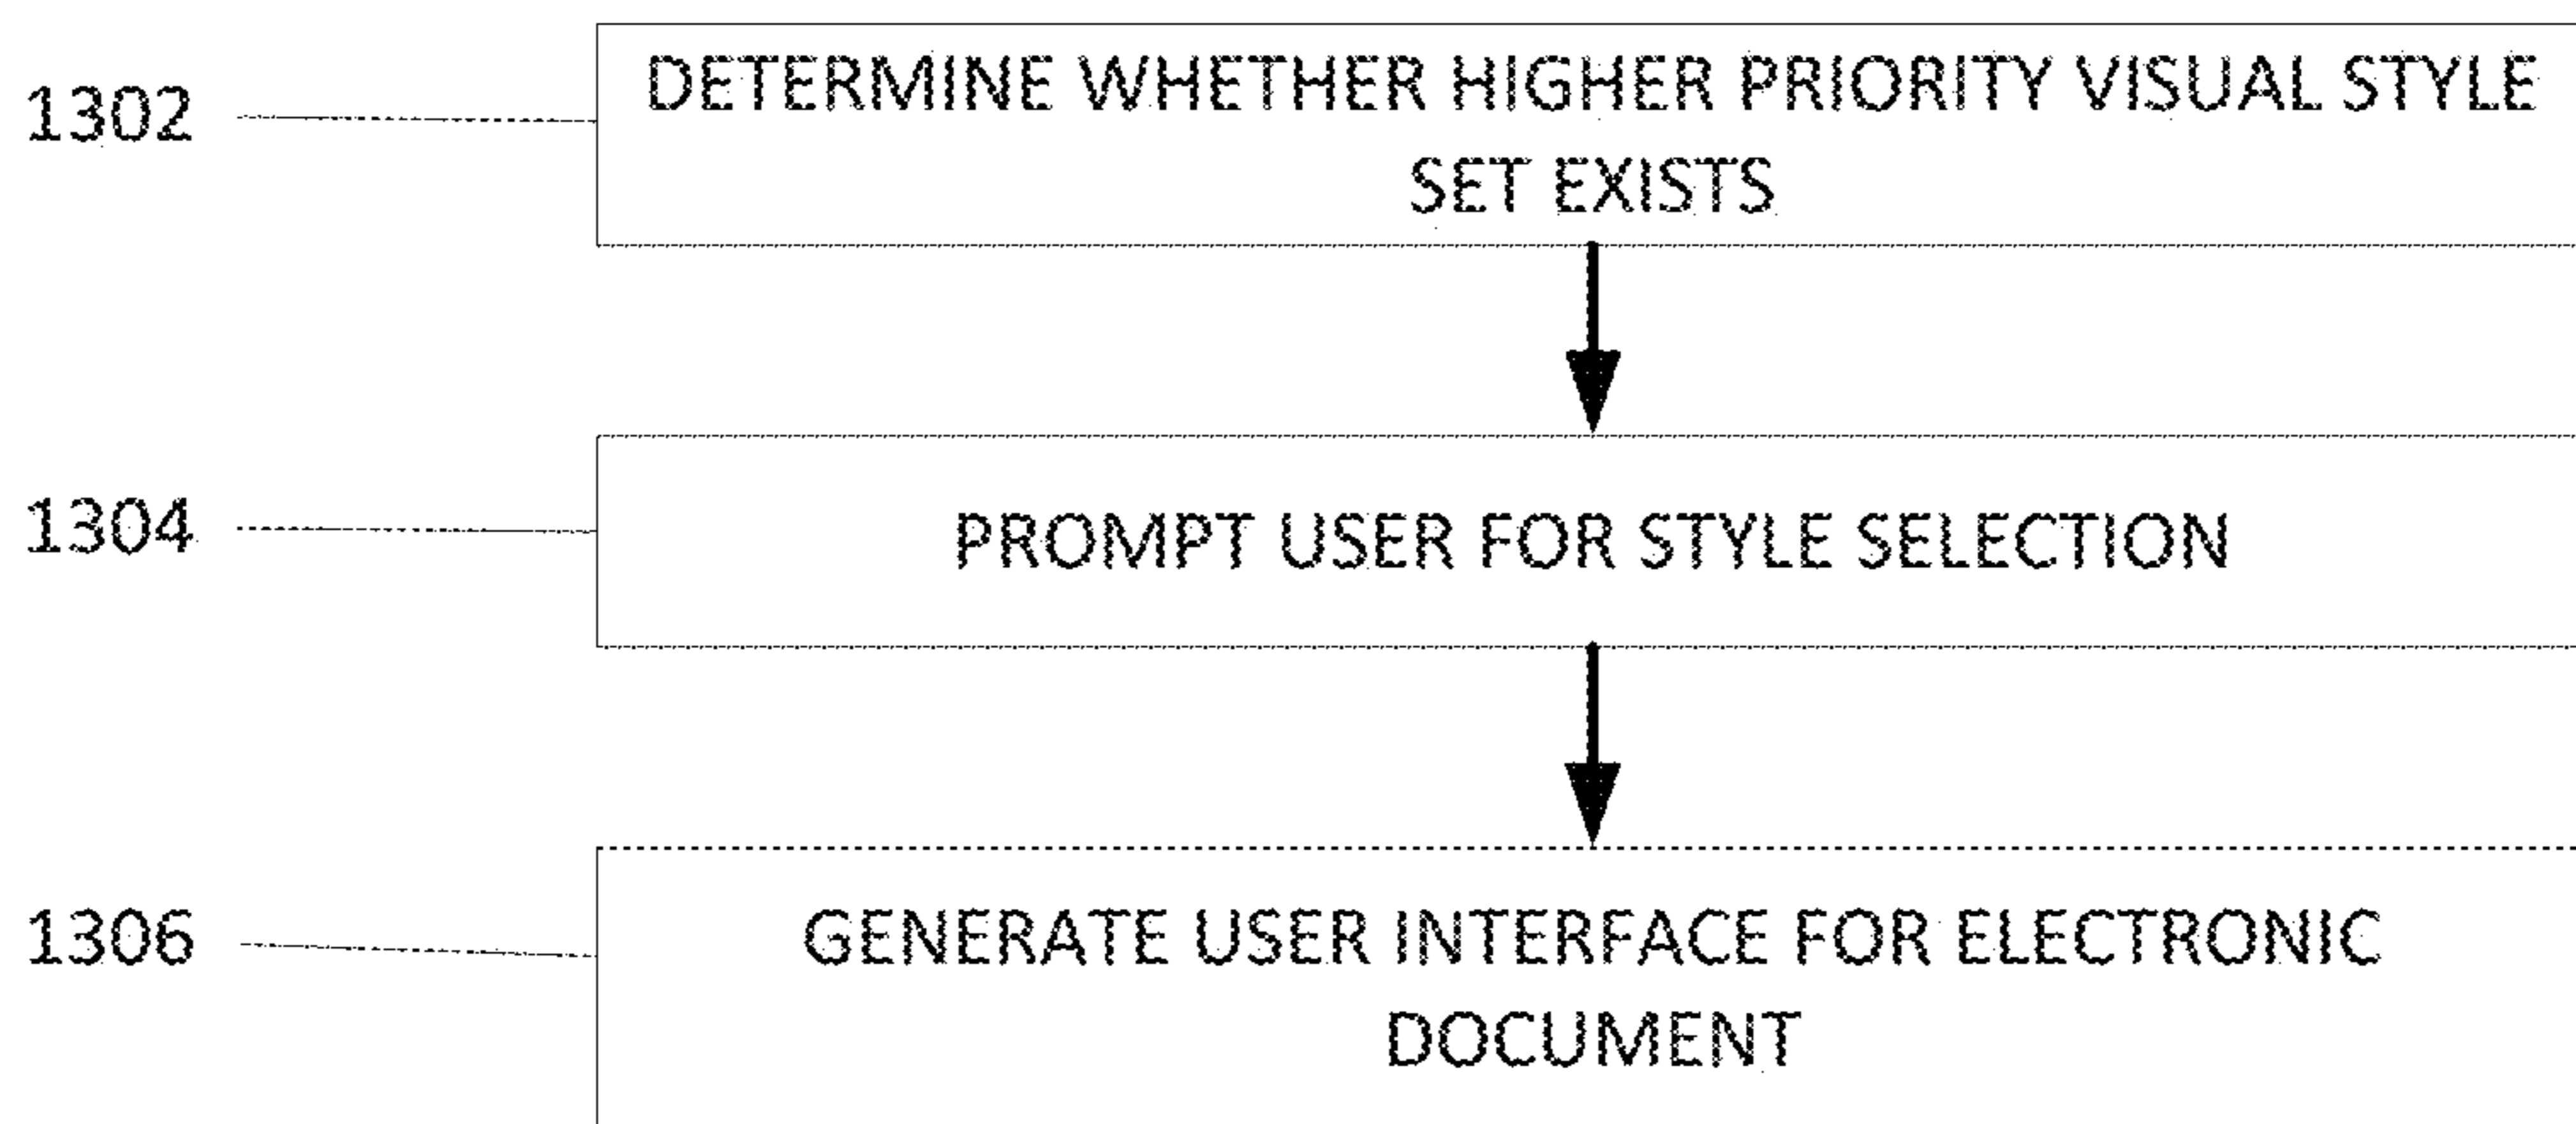 1302
DETERMINE WHETHER HIGHER PRIORITY VISUAL STYLE
SET EXISTS
1304
PROMPT USER FOR STYLE SELECTION
1306
GENERATE USER INTERFACE FOR ELECTRONIC
DOCUMENT